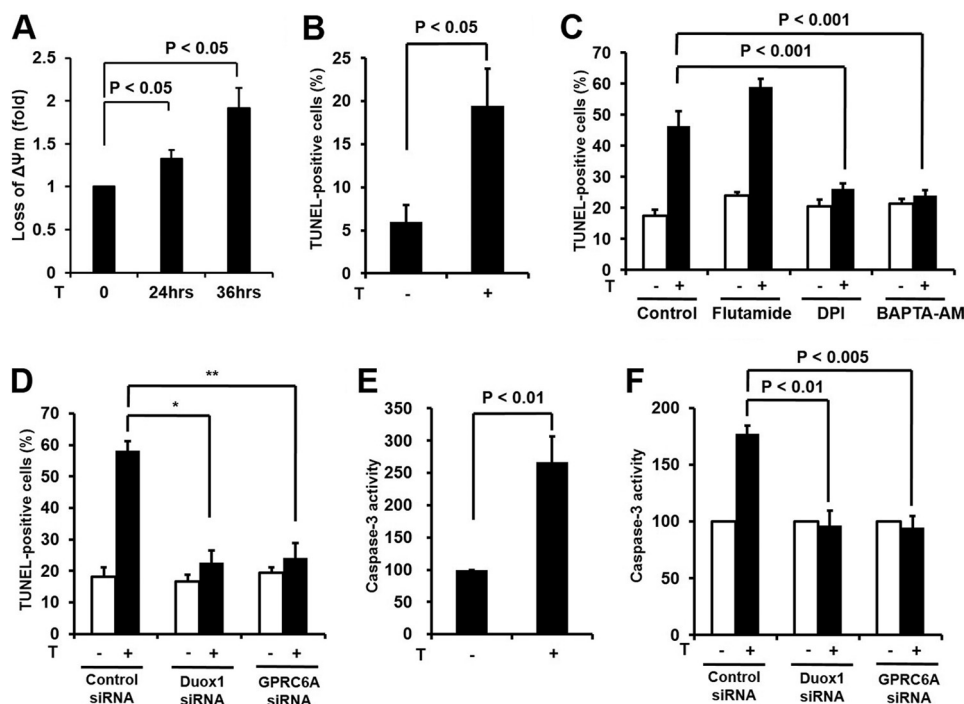 A
P < 0.05
P < 0.05
Loss of ΔΨm (fold)
2.5
2
1.5
1
0.5
0
T 0 24hrs 36hrs
B
P < 0.05
TUNEL-positive cells (%)
25
20
15
10
5
0
T - +
C
P < 0.001
P < 0.001
TUNEL-positive cells (%)
70
60
50
40
30
20
10
0
T - + - + - + - +
Control Flutamide DPI BAPTA-AM
D
**
*
TUNEL-positive cells (%)
70
60
50
40
30
20
10
0
T - + - + - +
Control Duox1 GPRC6A
siRNA siRNA siRNA
E
P < 0.01
Caspase-3 activity
350
300
250
200
150
100
50
0
T - +
F
P < 0.005
P < 0.01
Caspase-3 activity
200
150
100
50
0
T - + - + - +
Control Duox1 GPRC6A
siRNA siRNA siRNA